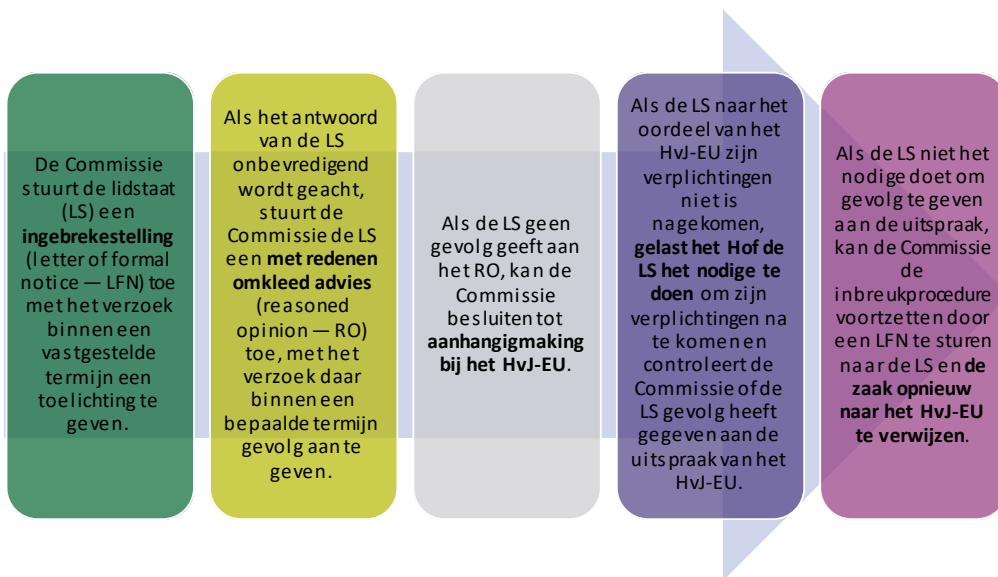 De Commissie
stuurt de lidstaat
(LS) een
ingebrekestelling
(letter of formal
notice — LFN) toe
met het verzoek
binnen een
vastgestelde
termijn een
toelichting te
geven.
Als het antwoord
van de LS
onbevredigend
wordt geacht,
stuurt de
Commissie de LS
een met redenen
omkleed advies
(reasoned
opinion — RO)
toe, met het
verzoek daar
binnen een
bepaalde termijn
gevolg aan te
geven.
Als de LS geen
gevolg geeft aan
het RO, kan de
Commissie
besluiten tot
aanhangigmaking
bij het HvJ-EU.
Als de LS naar het
oordeel van het
HvJ-EU zijn
verplichtingen
niet is
nagekomen,
gelast het Hof de
LS het nodige te
doen om zijn
verplichtingen na
te komen en
controleert de
Commissie of de
LS gevolg heeft
gegeven aan de
uitspraak van het
HvJ-EU.
Als de LS niet het
nodige doet om
gevolg te geven
aan de uitspraak,
kan de Commissie
de
inbreukprocedure
voortzetten door
een LFN te sturen
naar de LS en de
zaak opnieuw
naar het HvJ-EU
te verwijzen.